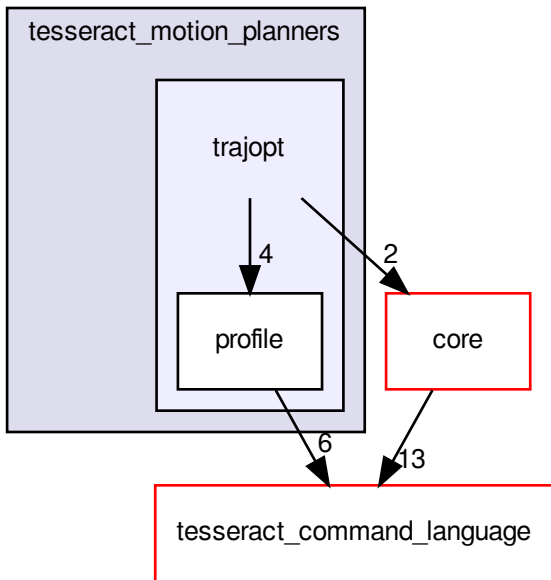 tesseract_motion_planners
trajopt
4
2
profile
core
6
13
tesseract_command_language